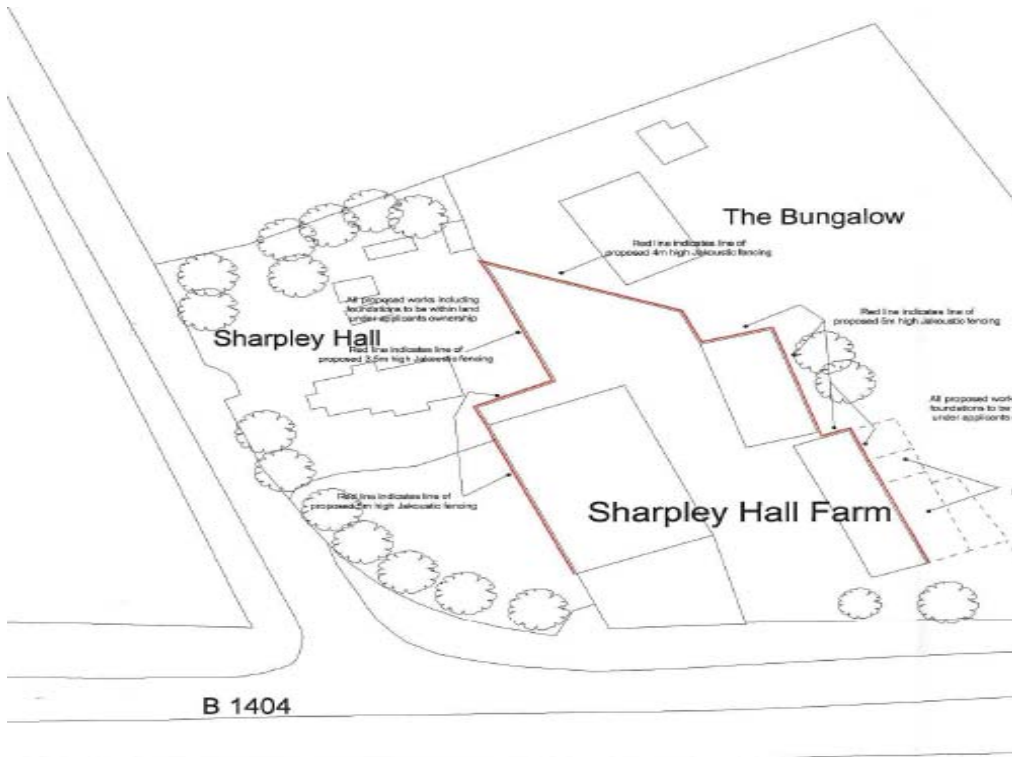 The Bungalow
Red line indicates line of
proposed 4m high Jakoustic fencing
All proposed works including
foundations to be within land
under applicants ownership
Sharpley Hall
Red line indicates line of
proposed 3.5m high Jakoustic fencing
Red line indicates line of
proposed 5m high Jakoustic fencing
All proposed work
foundations to be
under applicants
Red line indicates line of
proposed high Jakoustic fencing
Sharpley Hall Farm
B 1404